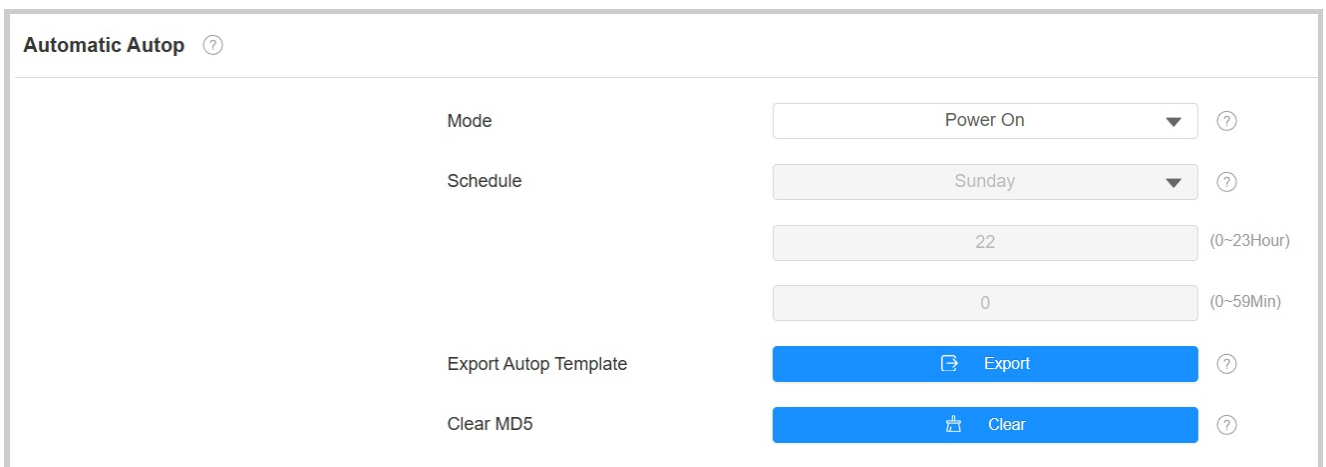 Automatic Autop ?
Mode Power On ?
Schedule Sunday ?
22 (0~23Hour)
0 (0~59Min)
Export Autop Template Export ?
Clear MD5 Clear ?